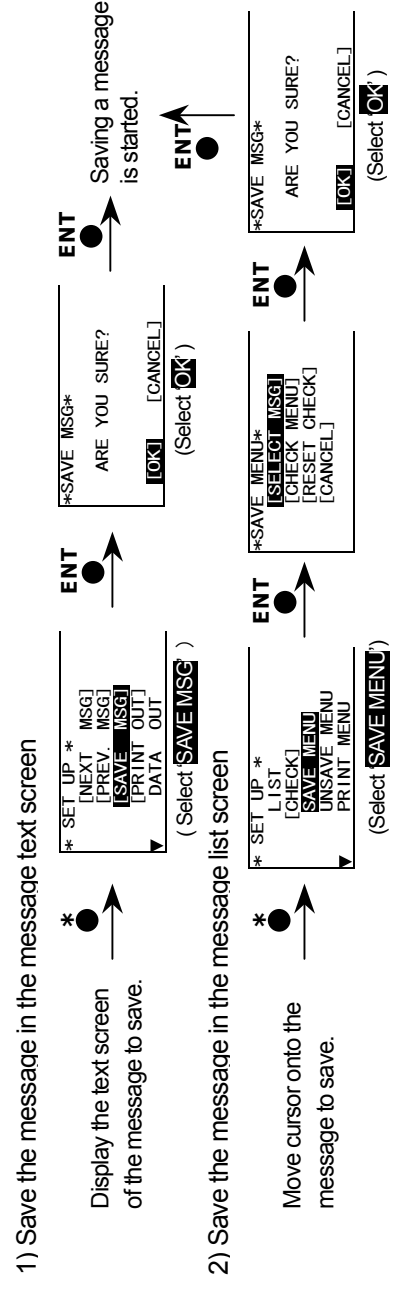 1) Save the message in the message text screen
Display the text screen
of the message to save.
*
* SET UP *
[NEXT MSG]
[PREV. MSG]
[SAVE MSG]
[PRINT OUT]
▼ DATA OUT
( Select ‘SAVE MSG’ )
ENT
*SAVE MSG*
ARE YOU SURE?
[OK] [CANCEL]
(Select ‘OK’ )
ENT
Saving a message
is started.
2) Save the message in the message list screen
Move cursor onto the
message to save.
*
* SET UP *
LIST
[CHECK]
SAVE MENU
UNSAVE MENU
▼ PRINT MENU
(Select ‘SAVE MENU’)
ENT
*SAVE MENU*
[SELECT MSG]
[CHECK MENU]
[RESET CHECK]
[CANCEL]
ENT
*SAVE MSG*
ARE YOU SURE?
[OK] [CANCEL]
(Select ‘OK’ )
ENT